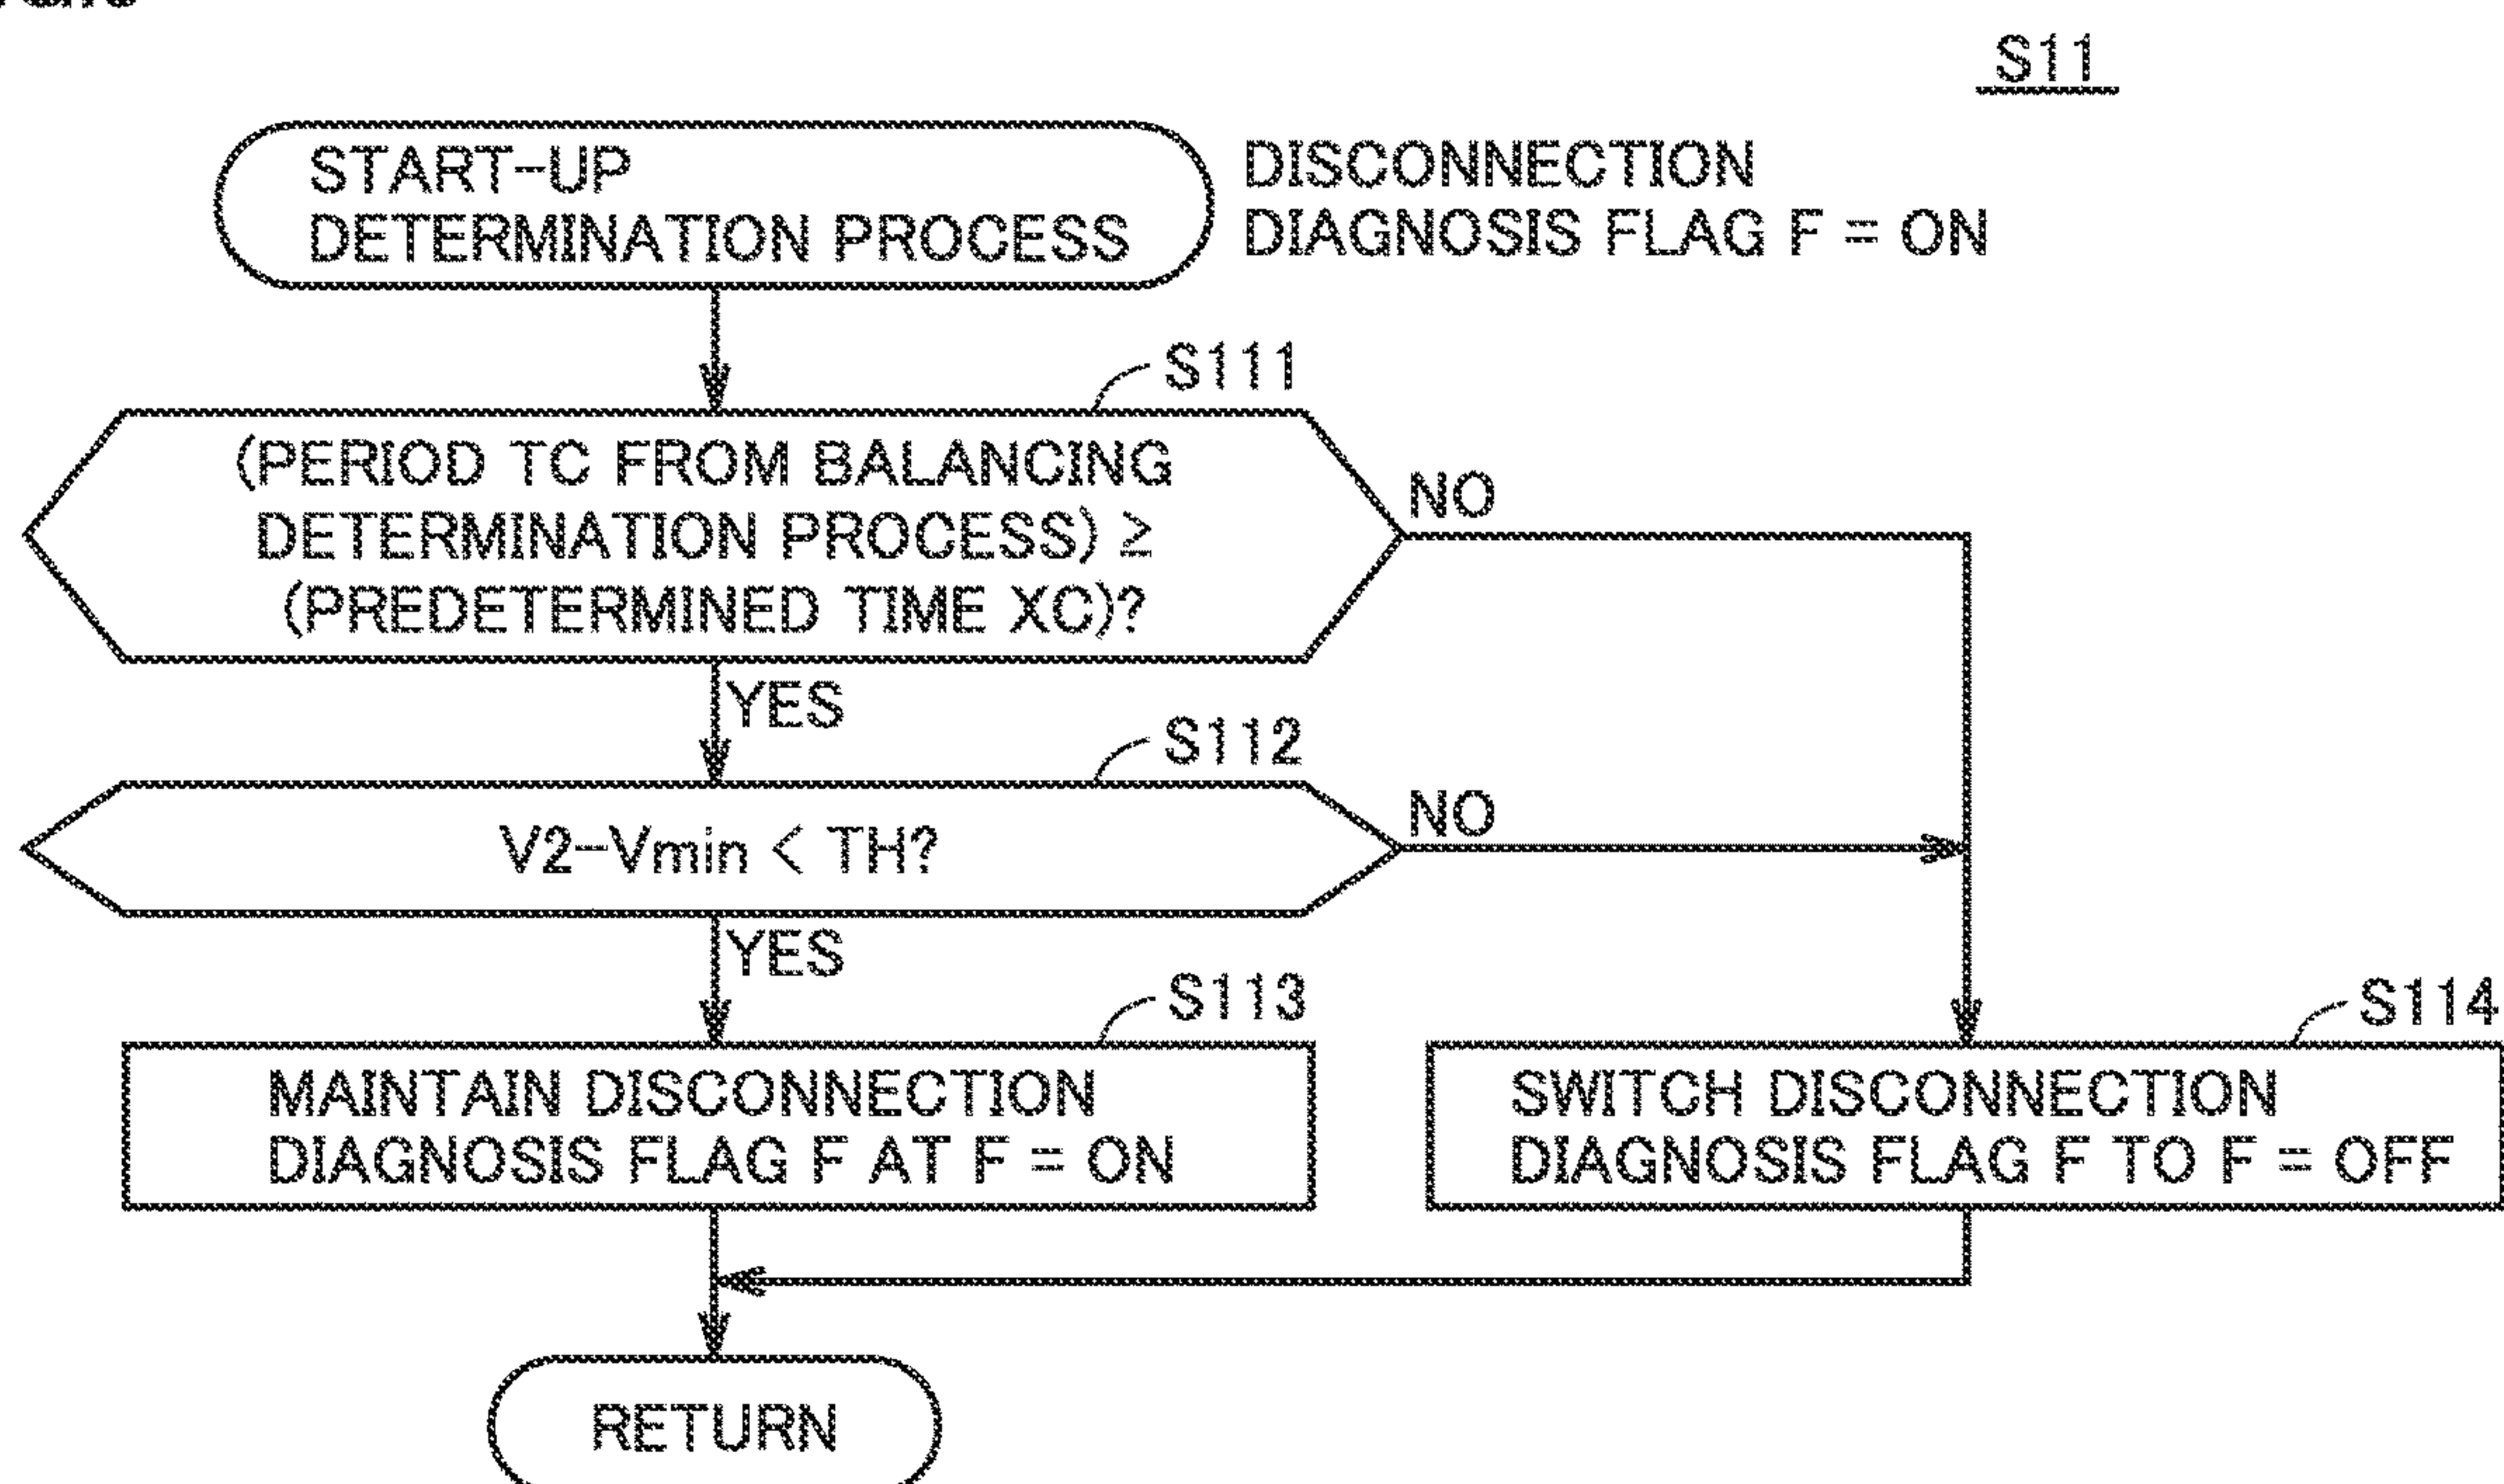 S11
START-UP
DETERMINATION PROCESS
DISCONNECTION
DIAGNOSIS FLAG F = ON
S111
(PERIOD TC FROM BALANCING
DETERMINATION PROCESS) ≥
(PREDETERMINED TIME XC)?
NO
YES
S112
V2-Vmin < TH?
NO
YES
S113
MAINTAIN DISCONNECTION
DIAGNOSIS FLAG F AT F = ON
S114
SWITCH DISCONNECTION
DIAGNOSIS FLAG F TO F = OFF
RETURN